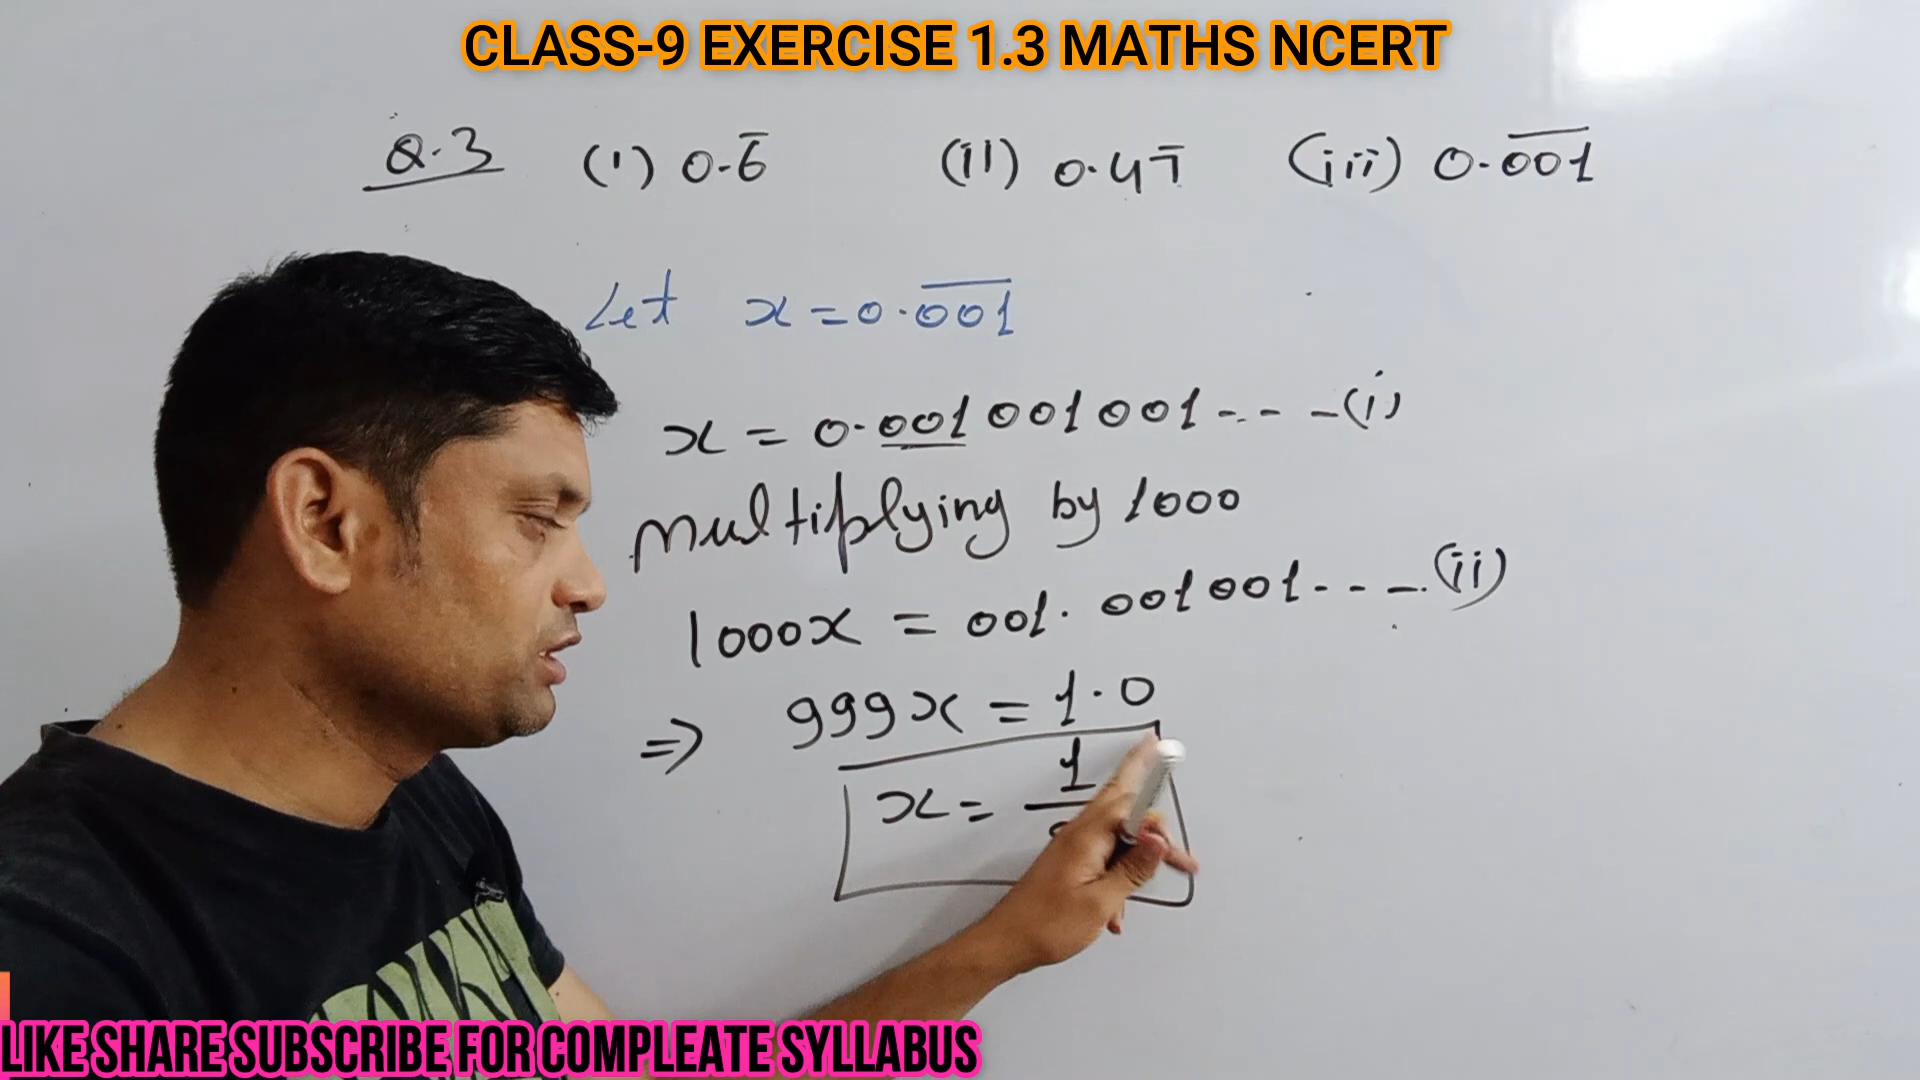 CLASS-9 EXERCISE 1.3 MATHS NCERT
Q.3 (i) 0.6̅ (ii) 0.47̅ (iii) 0.0̅0̅1̅
Let x = 0.0̅0̅1̅
x = 0.001001001--- -(i)
multiplying by 1000
1000x = 001.001001--- -(ii)
⇒ 999x = 1.0
x = 1
LIKE SHARE SUBSCRIBE FOR COMPLEATE SYLLABUS